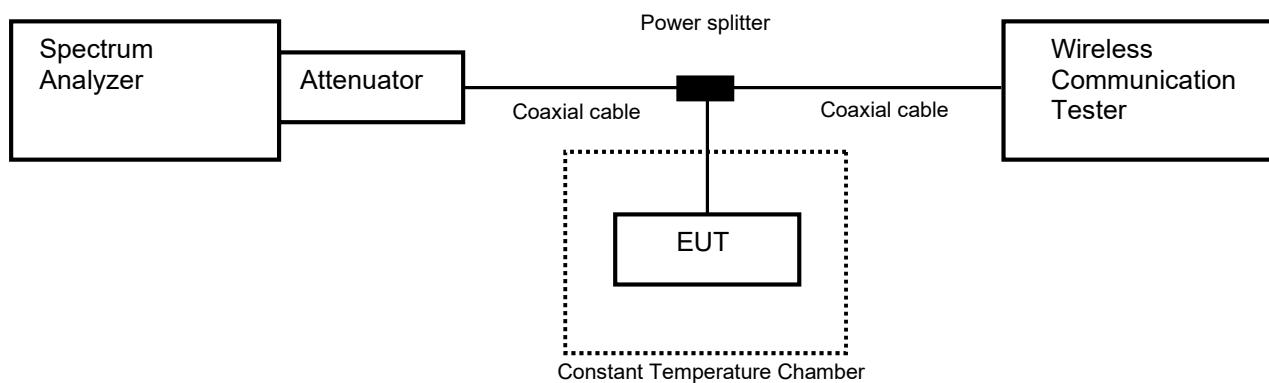 Power splitter
Spectrum
Analyzer
Attenuator
Wireless
Communication
Tester
Coaxial cable
Coaxial cable
EUT
Constant Temperature Chamber